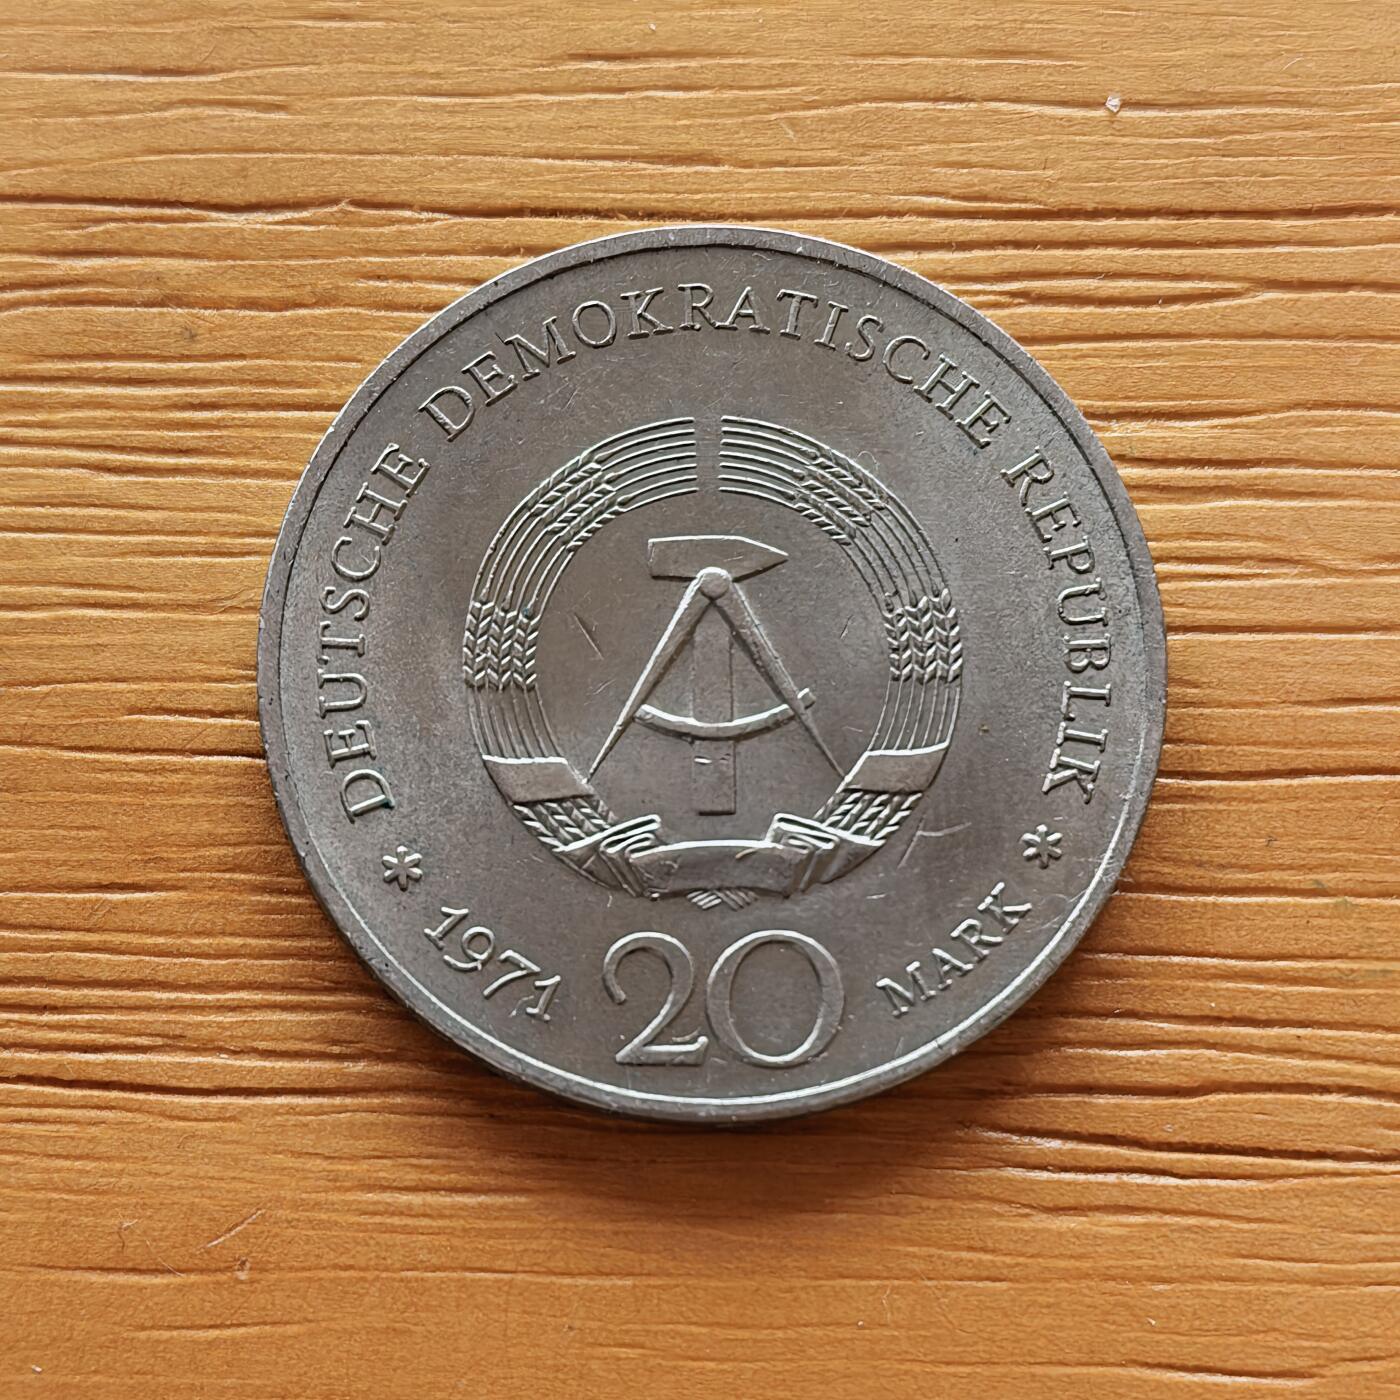 DEUTSCHE DEMOKRATISCHE REPUBLIK
* 1971 20 MARK *